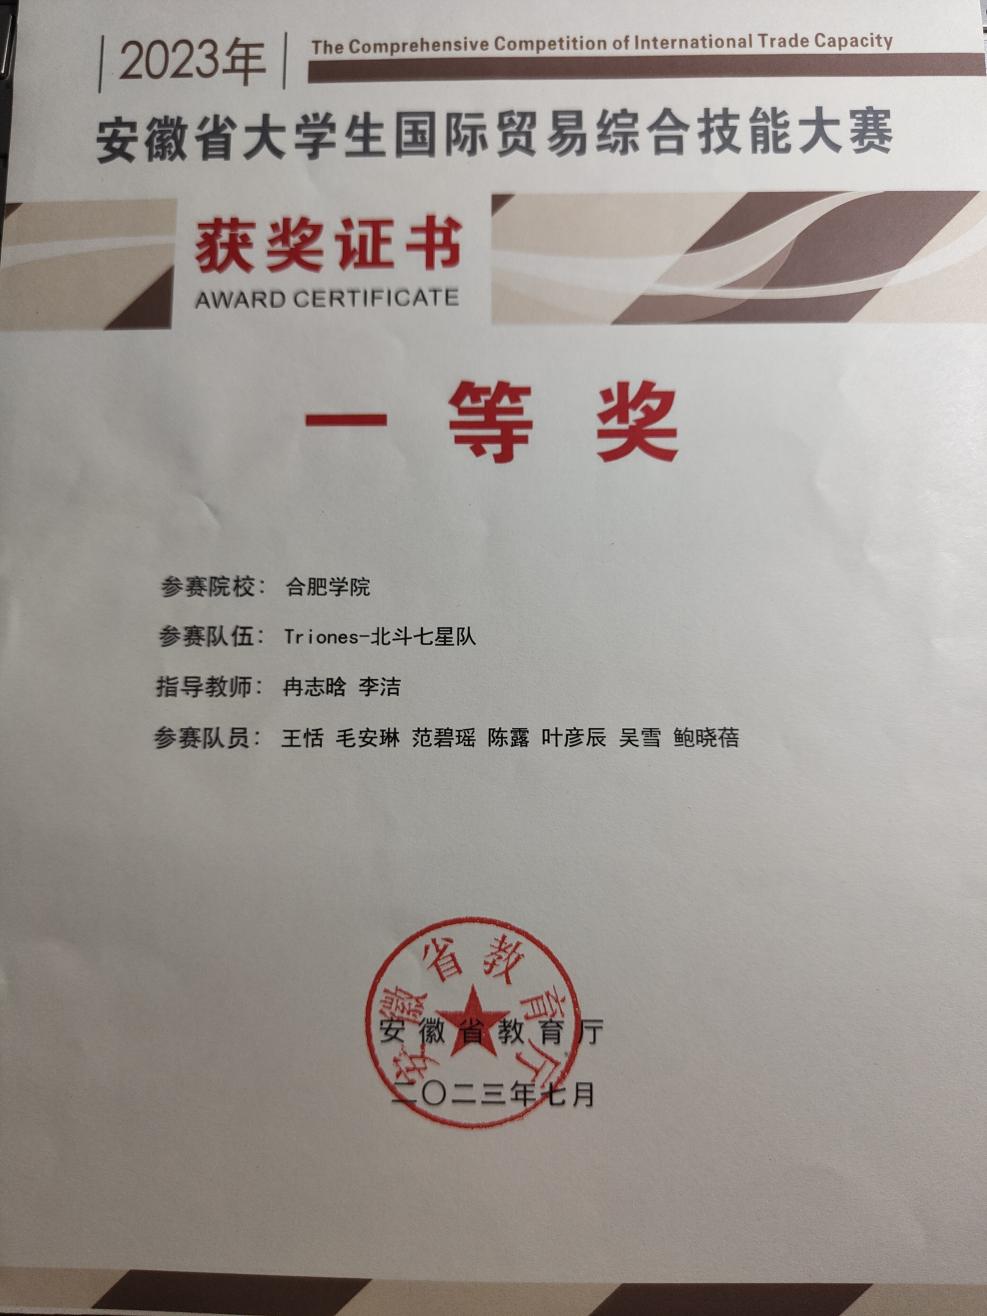 2023年
The Comprehensive Competition of International Trade Capacity
安徽省大学生国际贸易综合技能大赛
获奖证书
AWARD CERTIFICATE
一等奖
参赛院校： 合肥学院
参赛队伍： Triones-北斗七星队
指导教师： 冉志晗 李洁
参赛队员： 王恬 毛安琳 范碧瑶 陈露 叶彦辰 吴雪 鲍晓蓓
安徽省教育厅
安徽省教育厅
二〇二三年七月